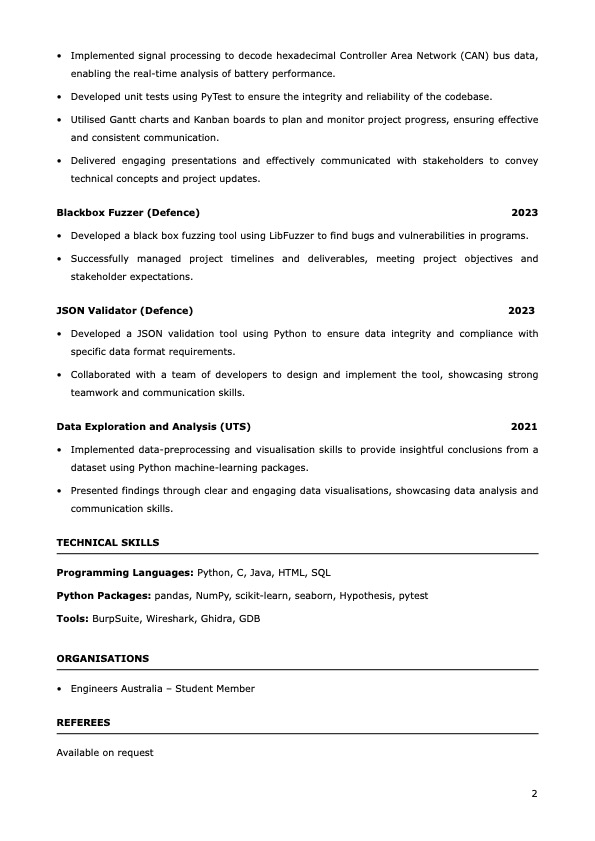 • Implemented signal processing to decode hexadecimal Controller Area Network (CAN) bus data,
enabling the real-time analysis of battery performance.
• Developed unit tests using PyTest to ensure the integrity and reliability of the codebase.
• Utilised Gantt charts and Kanban boards to plan and monitor project progress, ensuring effective
and consistent communication.
• Delivered engaging presentations and effectively communicated with stakeholders to convey
technical concepts and project updates.
Blackbox Fuzzer (Defence) 2023
• Developed a black box fuzzing tool using LibFuzzer to find bugs and vulnerabilities in programs.
• Successfully managed project timelines and deliverables, meeting project objectives and
stakeholder expectations.
JSON Validator (Defence) 2023
• Developed a JSON validation tool using Python to ensure data integrity and compliance with
specific data format requirements.
• Collaborated with a team of developers to design and implement the tool, showcasing strong
teamwork and communication skills.
Data Exploration and Analysis (UTS) 2021
• Implemented data-preprocessing and visualisation skills to provide insightful conclusions from a
dataset using Python machine-learning packages.
• Presented findings through clear and engaging data visualisations, showcasing data analysis and
communication skills.
TECHNICAL SKILLS
Programming Languages: Python, C, Java, HTML, SQL
Python Packages: pandas, NumPy, scikit-learn, seaborn, Hypothesis, pytest
Tools: BurpSuite, Wireshark, Ghidra, GDB
ORGANISATIONS
• Engineers Australia – Student Member
REFEREES
Available on request
2